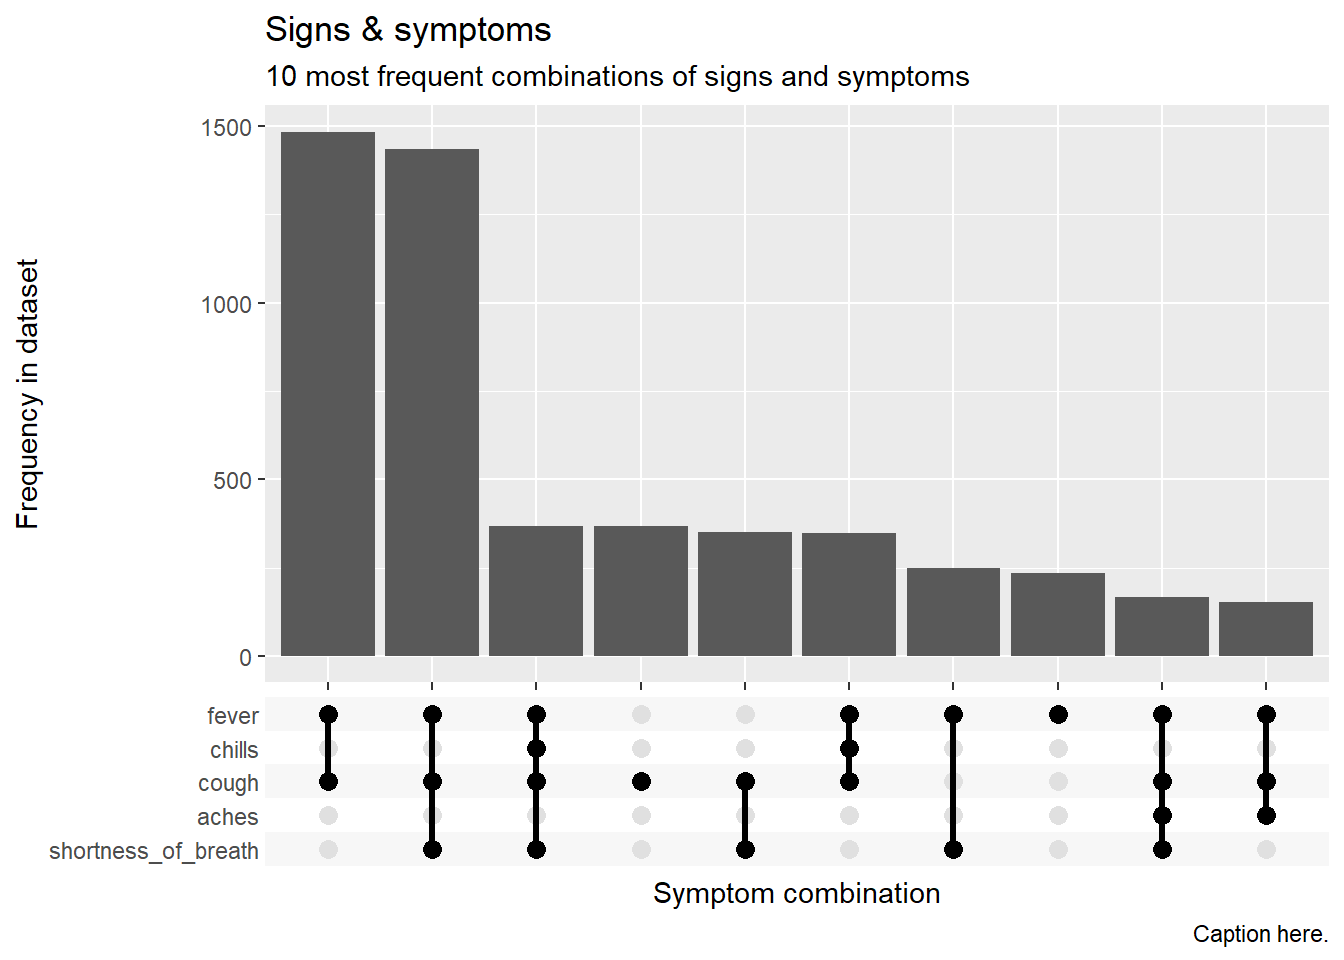 Signs & symptoms
10 most frequent combinations of signs and symptoms
Frequency in dataset
1500
1000
500
0
fever
chills
cough
aches
shortness_of_breath
Symptom combination
Caption here.